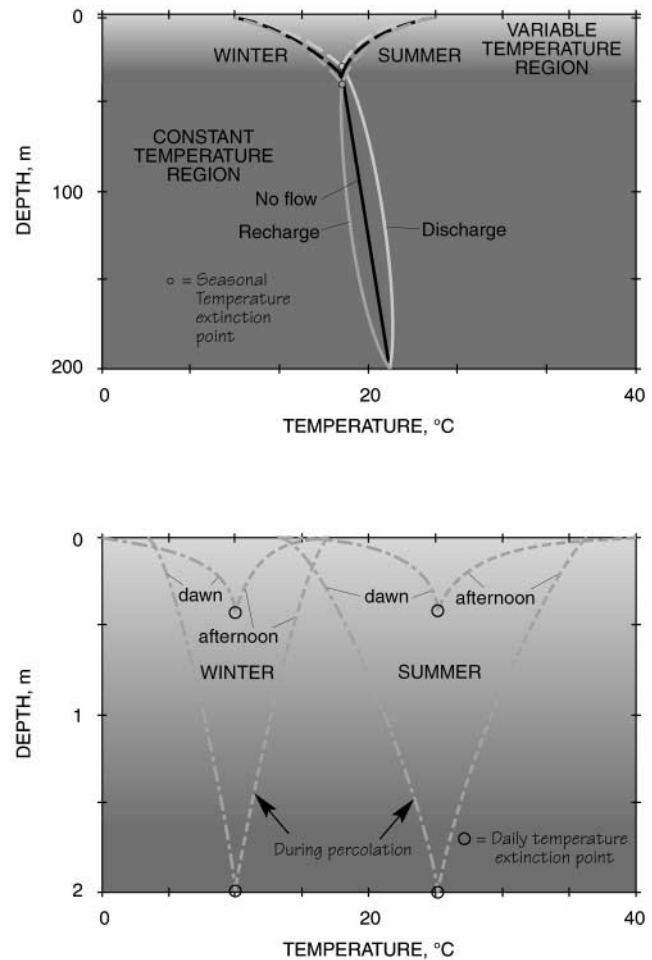 0
WINTER
SUMMER
VARIABLE
TEMPERATURE
REGION
CONSTANT
TEMPERATURE
REGION
DEPTH, m
100
No flow
Recharge
Discharge
o = Seasonal
Temperature
extinction
point
200
0
20
40
TEMPERATURE, °C
0
dawn
afternoon
dawn
afternoon
WINTER
SUMMER
DEPTH, m
1
During percolation
O = Daily temperature
extinction point
2
0
20
40
TEMPERATURE, °C